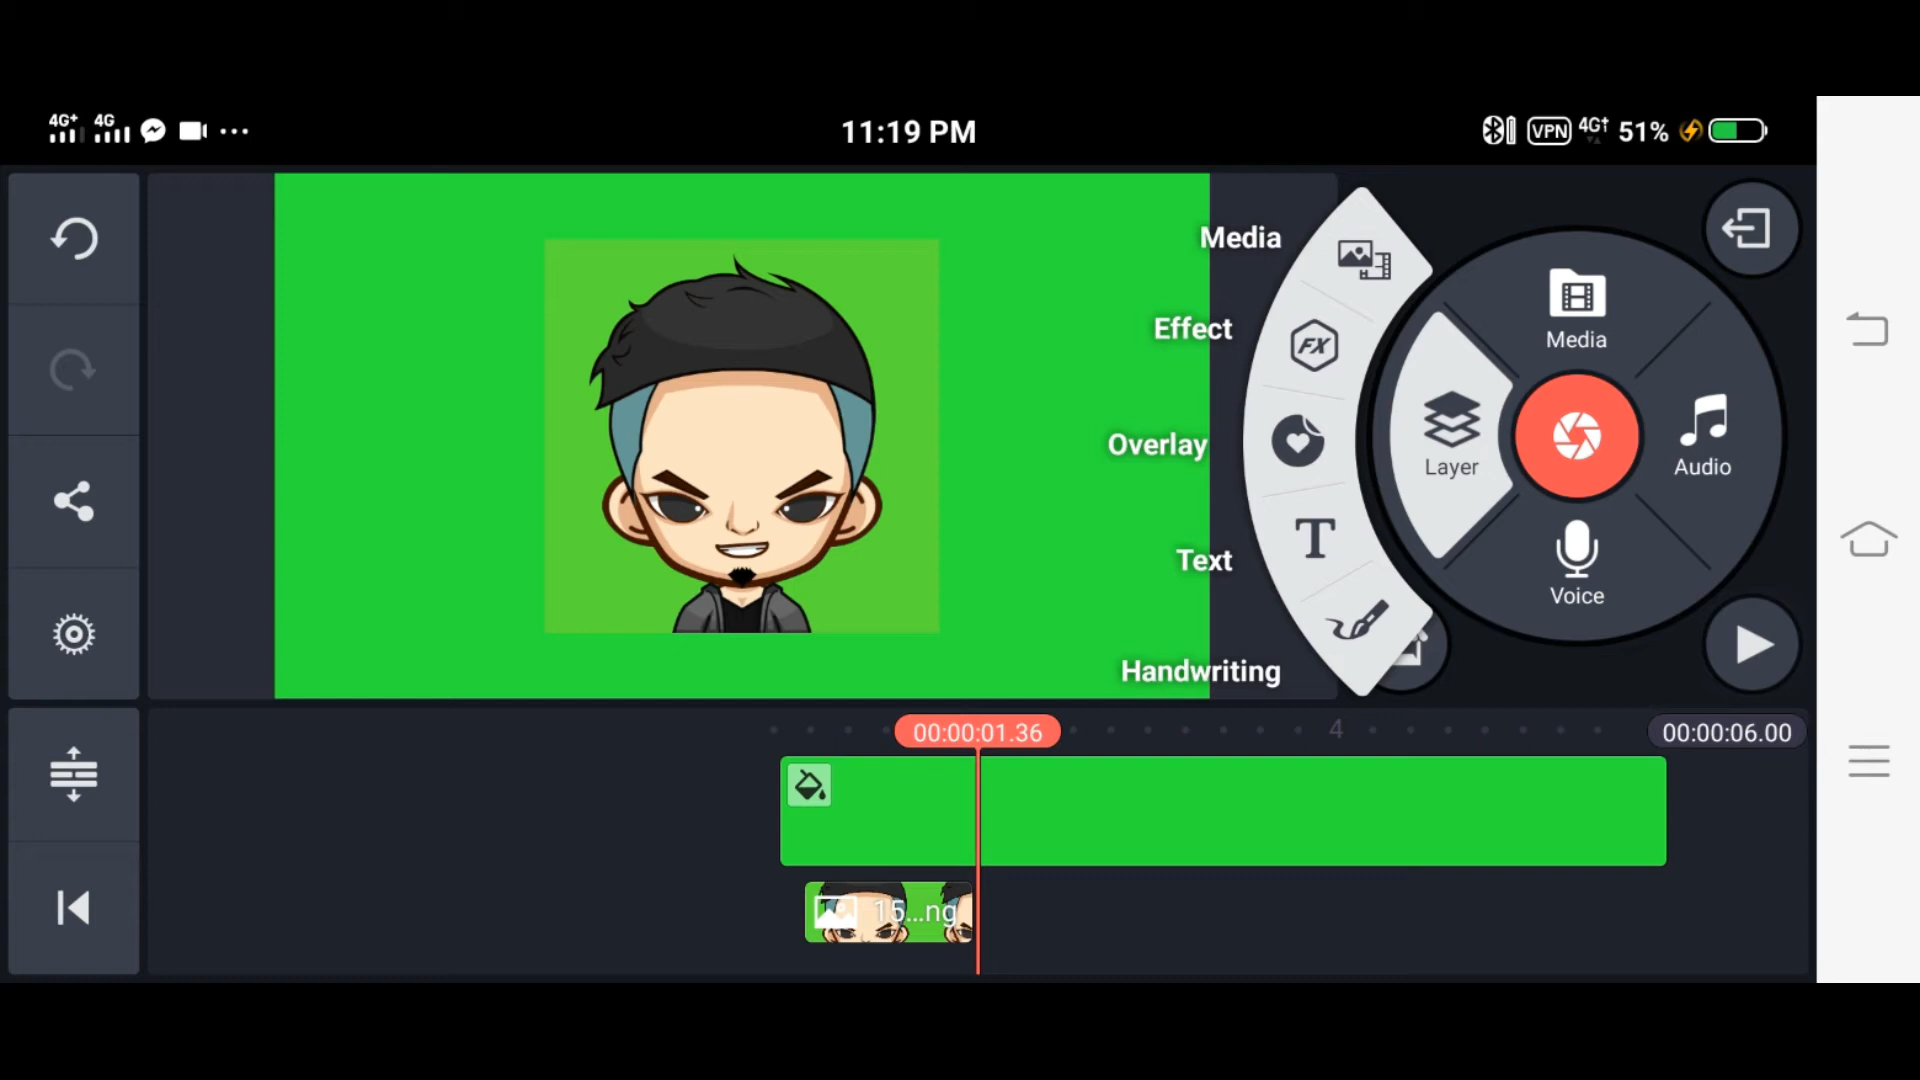 4G+ 4G 11:19 PM VPN 4G↑ 51%
Media
Effect
FX
Overlay
T
Text
Handwriting
Media
Layer
Audio
Voice
00:00:01.36 4 00:00:06.00
15...ng